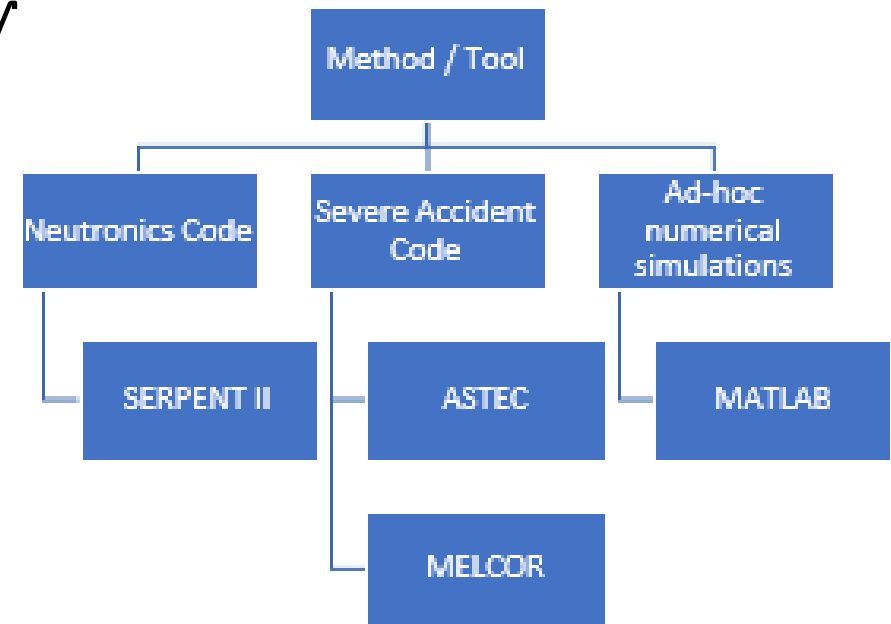 Method / Tool
Neutronics Code
Severe Accident
Code
Ad-hoc
numerical
simulations
SERPENT II
ASTEC
MATLAB
MELCOR